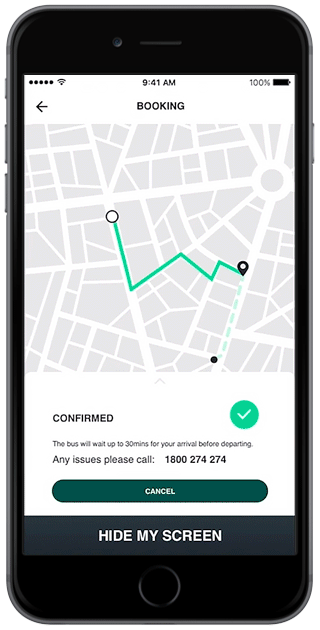 9:41 AM
100%
BOOKING
CONFIRMED
The bus will wait up to 30mins for your arrival before departing.
Any issues please call: 1800 274 274
CANCEL
HIDE MY SCREEN